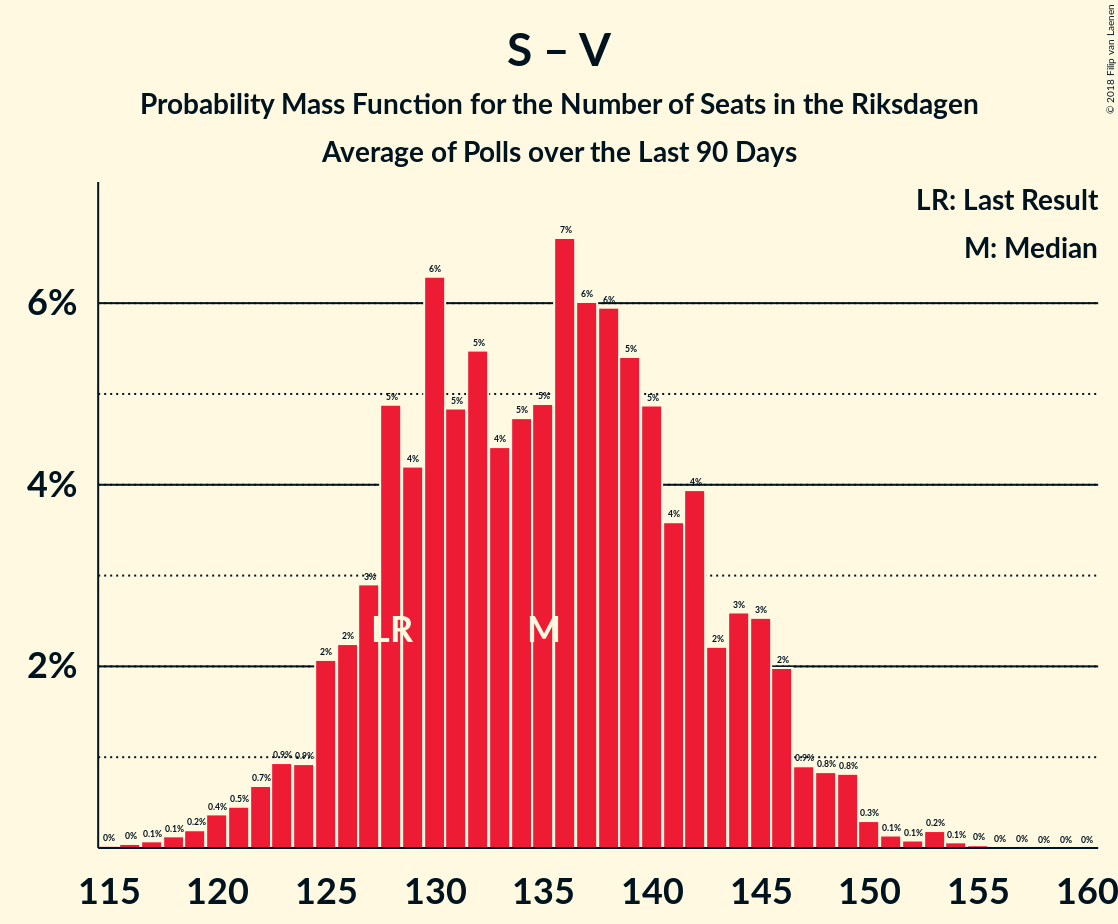 S – V
Probability Mass Function for the Number of Seats in the Riksdagen
Average of Polls over the Last 90 Days
© 2018 Filip van Laenen
LR: Last Result
M: Median
6%
4%
2%
0% 0% 0.1% 0.1% 0.2% 0.4% 0.5% 0.7% 0.9% 0.9% 2% 2% 3% 5% 4% 6% 5% 5% 4% 5% 5% 7% 6% 6% 5% 5% 4% 4% 2% 3% 3% 2% 0.9% 0.8% 0.8% 0.3% 0.1% 0.1% 0.2% 0.1% 0% 0% 0% 0% 0% 0%
LR M
115 120 125 130 135 140 145 150 155 160